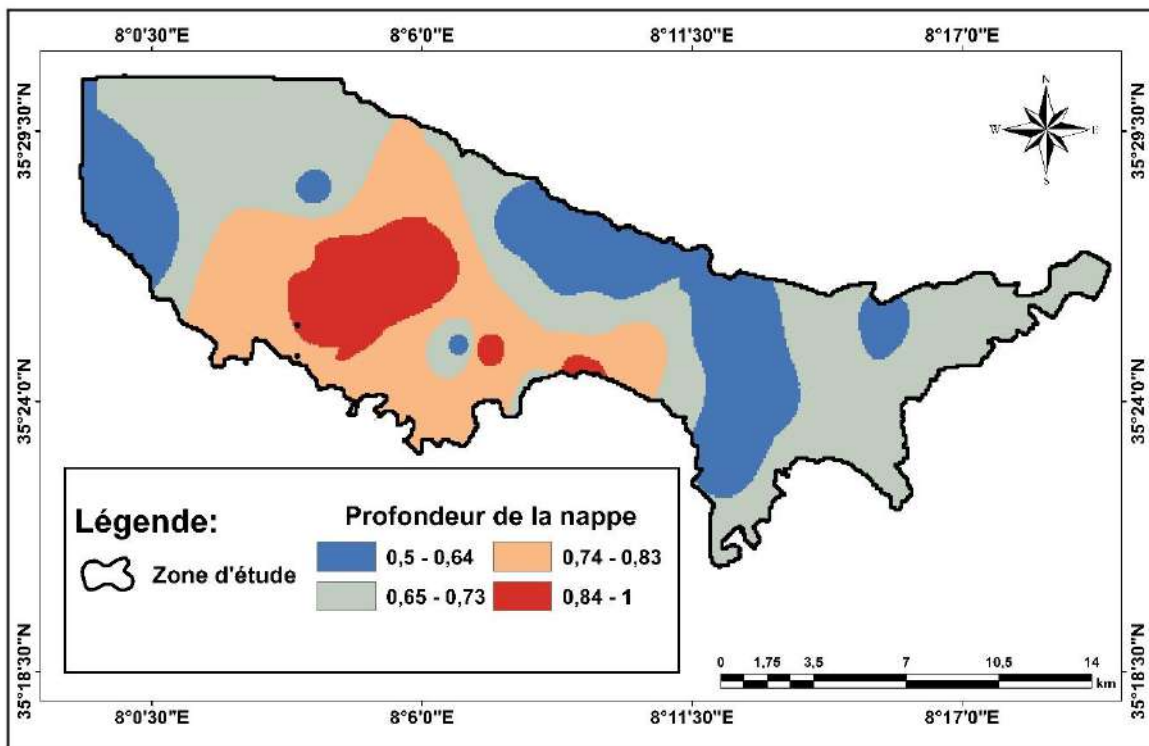 8°0'30"E 8°6'0"E 8°11'30"E 8°17'0"E
35°29'30"N
35°29'30"N
N
W E
S
35°24'0"N
35°24'0"N
Légende:
Zone d'étude
Profondeur de la nappe
0,5 - 0,64 0,74 - 0,83
0,65 - 0,73 0,84 - 1
0 1,75 3,5 7 10,5 14
km
35°18'30"N
35°18'30"N
8°0'30"E 8°6'0"E 8°11'30"E 8°17'0"E